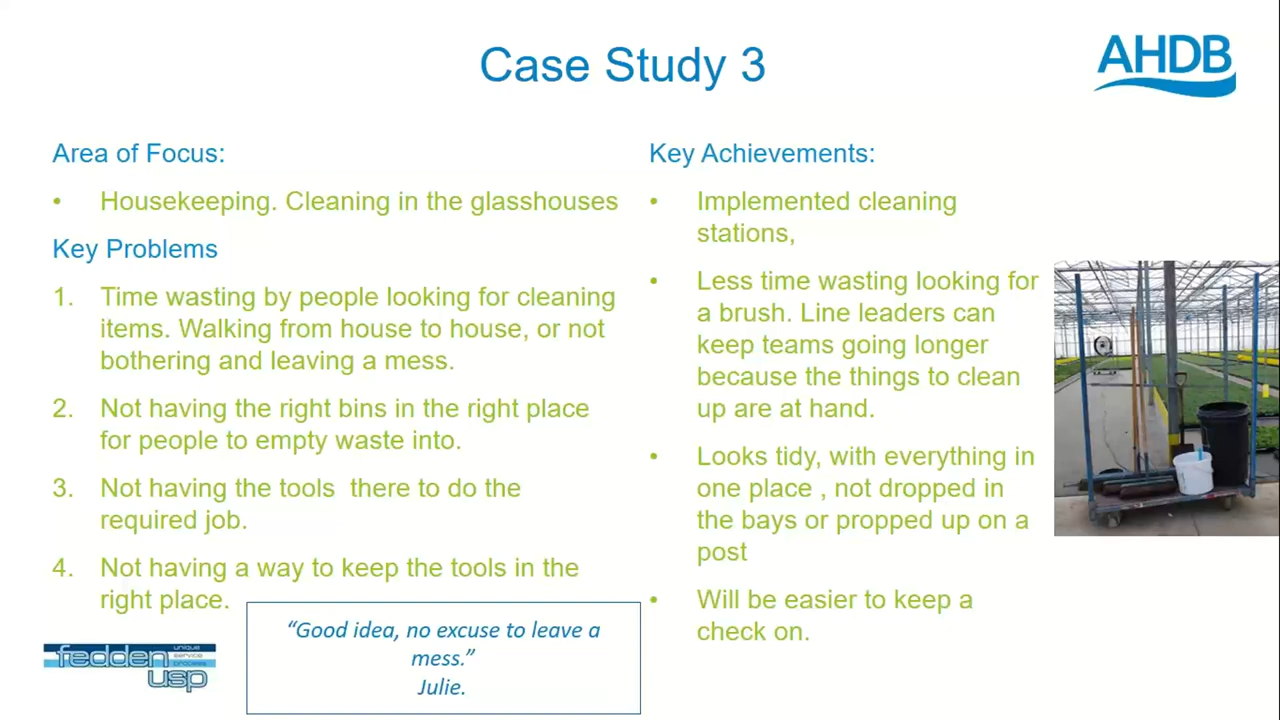 Case Study 3
AHDB
Area of Focus:
• Housekeeping. Cleaning in the glasshouses
Key Problems
1. Time wasting by people looking for cleaning
items. Walking from house to house, or not
bothering and leaving a mess.
2. Not having the right bins in the right place
for people to empty waste into.
3. Not having the tools  there to do the
required job.
4. Not having a way to keep the tools in the
right place.
Key Achievements:
• Implemented cleaning
stations,
• Less time wasting looking for
a brush. Line leaders can
keep teams going longer
because the things to clean
up are at hand.
• Looks tidy, with everything in
one place , not dropped in
the bays or propped up on a
post
• Will be easier to keep a
check on.
“Good idea, no excuse to leave a
mess.”
Julie.
fedden
unique
service
process
usp